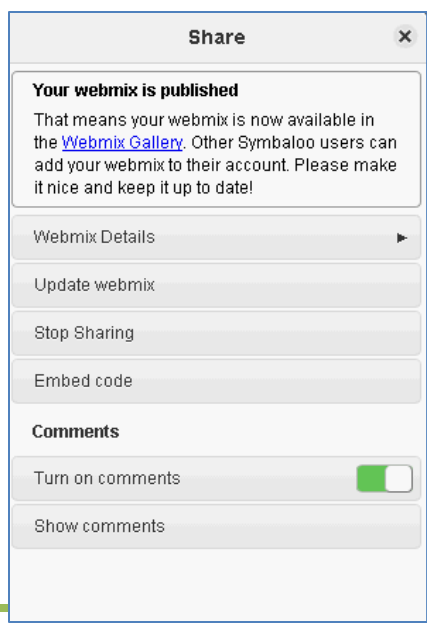 Share
Your webmix is published
That means your webmix is now available in
the Webmix Gallery. Other Symbaloo users can
add your webmix to their account. Please make
it nice and keep it up to date!
Webmix Details
Update webmix
Stop Sharing
Embed code
Comments
Turn on comments
Show comments